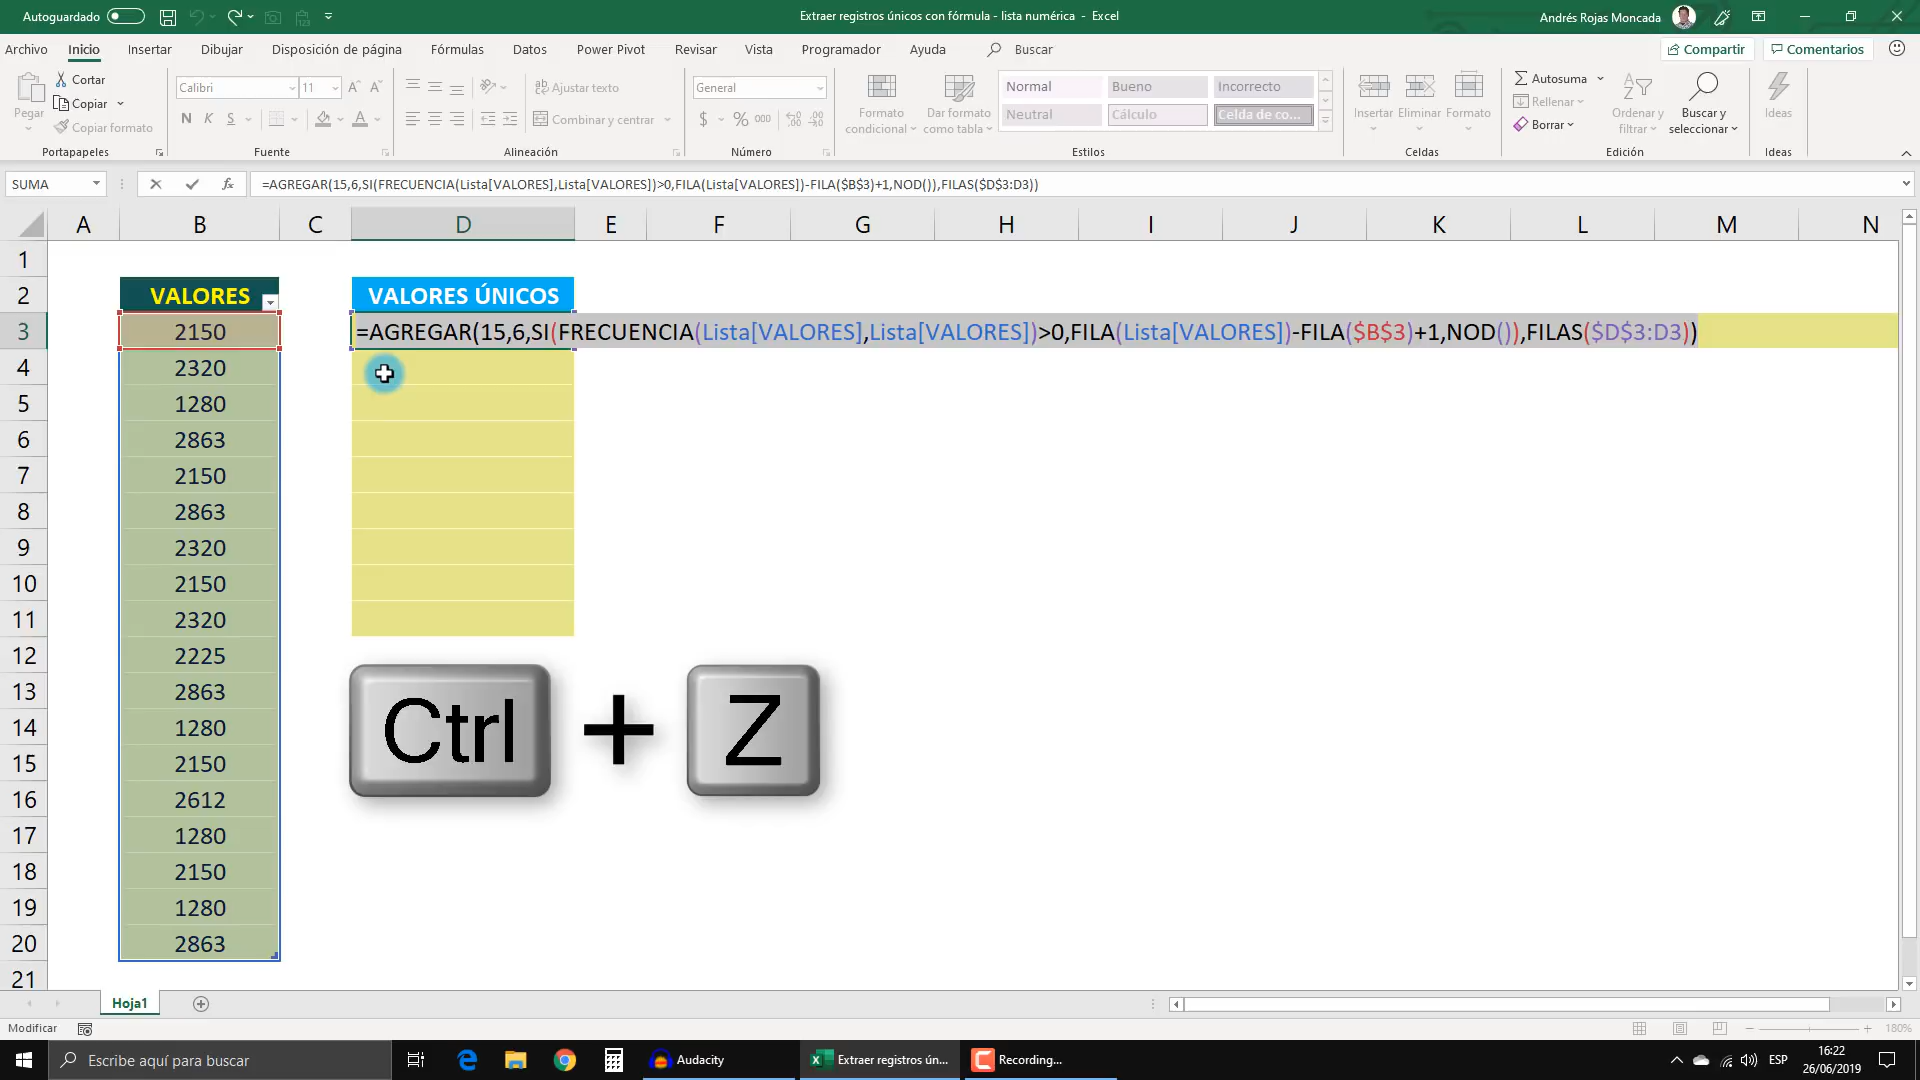 Autoguardado
Extraer registros únicos con fórmula - lista numérica - Excel
Andrés Rojas Moncada
Archivo Inicio Insertar Dibujar Disposición de página Fórmulas Datos Power Pivot Revisar Vista Programador Ayuda Buscar
Compartir Comentarios
Pegar
Cortar
Copiar
Copiar formato
Portapapeles
Calibri 11
N K S
Fuente
Ajustar texto
Combinar y centrar
Alineación
General
$ % 000
Número
Formato condicional
Dar formato como tabla
Normal Bueno Incorrecto
Neutral Cálculo Celda de co...
Estilos
Insertar Eliminar Formato
Celdas
Autosuma
Rellenar
Borrar
Ordenar y filtrar
Buscar y seleccionar
Edición
Ideas
Ideas
SUMA
=AGREGAR(15,6,SI(FRECUENCIA(Lista[VALORES],Lista[VALORES])>0,FILA(Lista[VALORES])-FILA($B$3)+1,NOD()),FILAS($D$3:D3))
A B C D E F G H I J K L M N
1
2 VALORES VALORES ÚNICOS
3 2150 =AGREGAR(15,6,SI(FRECUENCIA(Lista[VALORES],Lista[VALORES])>0,FILA(Lista[VALORES])-FILA($B$3)+1,NOD()),FILAS($D$3:D3))
4 2320
5 1280
6 2863
7 2150
8 2863
9 2320
10 2150
11 2320
12 2225
13 2863
14 1280
15 2150
16 2612
17 1280
18 2150
19 1280
20 2863
21
Ctrl + Z
Hoja1
Modificar
180%
Escribe aquí para buscar
Audacity
Extraer registros ún...
Recording...
ESP
16:22
26/06/2019